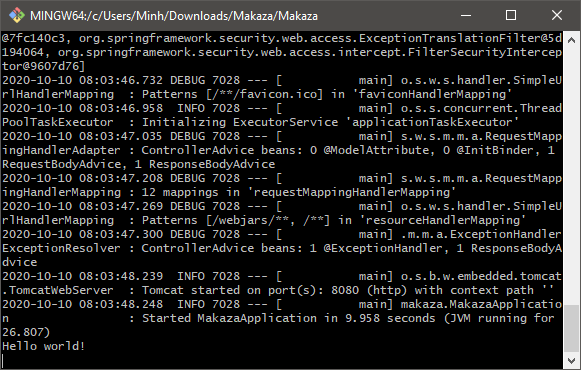 MINGW64:/c/Users/Minh/Downloads/Makaza/Makaza
@7fc140c3, org.springframework.security.web.access.ExceptionTranslationFilter@5d
194064, org.springframework.security.web.access.intercept.FilterSecurityIntercep
tor@9607d76]
2020-10-10 08:03:46.732 DEBUG 7028 --- [           main] o.s.w.s.handler.SimpleU
rlHandlerMapping  : Patterns [/**/favicon.ico] in 'faviconHandlerMapping'
2020-10-10 08:03:46.958  INFO 7028 --- [           main] o.s.s.concurrent.Thread
PoolTaskExecutor  : Initializing ExecutorService 'applicationTaskExecutor'
2020-10-10 08:03:47.035 DEBUG 7028 --- [           main] s.w.s.m.m.a.RequestMapp
ingHandlerAdapter : ControllerAdvice beans: 0 @ModelAttribute, 0 @InitBinder, 1
RequestBodyAdvice, 1 ResponseBodyAdvice
2020-10-10 08:03:47.208 DEBUG 7028 --- [           main] s.w.s.m.m.a.RequestMapp
ingHandlerMapping : 12 mappings in 'requestMappingHandlerMapping'
2020-10-10 08:03:47.269 DEBUG 7028 --- [           main] o.s.w.s.handler.SimpleU
rlHandlerMapping  : Patterns [/webjars/**, /**] in 'resourceHandlerMapping'
2020-10-10 08:03:47.300 DEBUG 7028 --- [           main] .m.m.a.ExceptionHandler
ExceptionResolver : ControllerAdvice beans: 1 @ExceptionHandler, 1 ResponseBodyA
dvice
2020-10-10 08:03:48.239  INFO 7028 --- [           main] o.s.b.w.embedded.tomcat
.TomcatWebServer  : Tomcat started on port(s): 8080 (http) with context path ''
2020-10-10 08:03:48.248  INFO 7028 --- [           main] makaza.MakazaApplicatio
n                 : Started MakazaApplication in 9.958 seconds (JVM running for
26.807)
Hello world!